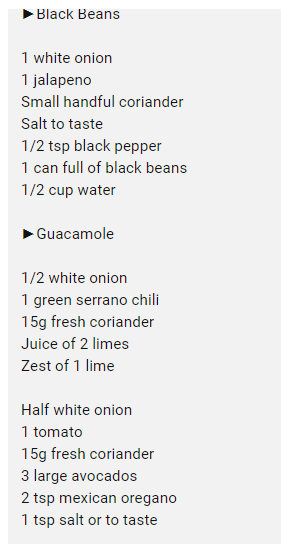 ►Black Beans
1 white onion
1 jalapeno
Small handful coriander
Salt to taste
1/2 tsp black pepper
1 can full of black beans
1/2 cup water
►Guacamole
1/2 white onion
1 green serrano chili
15g fresh coriander
Juice of 2 limes
Zest of 1 lime
Half white onion
1 tomato
15g fresh coriander
3 large avocados
2 tsp mexican oregano
1 tsp salt or to taste